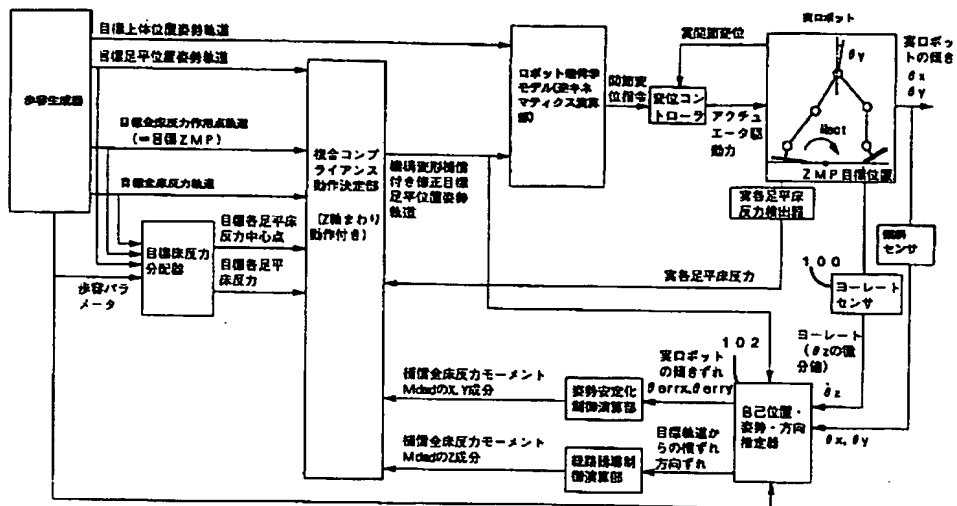 目標上体位置姿勢軌道
目標足平位置姿勢軌道
歩容生成器
目標全床反力作用点軌道
(=目標ZMP)
目標全床反力軌道
目標床反力
分配器
歩容パラ
メータ
目標各足平床
反力中心点
目標各足平
床反力
複合コンプ
ライアンス
動作決定部
(Z軸まわり
動作付き)
機構変形補償
付き修正目標
足平位置姿勢
軌道
ロボット幾何学
モデル(逆キネ
マティクス演算
部)
関節変
位指令
実関節変位
変位コント
ローラ
アクチュ
エータ駆
動力
実ロボット
θy
Mact
ZMP目標位置
実ロボッ
トの傾き
θx
θy
実各足平床
反力検出器
実各足平床反力
傾斜
センサ
100
ヨーレート
センサ
ヨーレート
(θzの微
分値)
θ̇z
θx,θy
102
実ロボット
の傾きずれ
θerrx,θerry
自己位置・
姿勢・方向
推定器
目標軌道か
らの横ずれ
方向ずれ
補償全床反力モーメント
MdmdのX,Y成分
姿勢安定化
制御演算部
補償全床反力モーメント
MdmdのZ成分
経路誘導制
御演算部